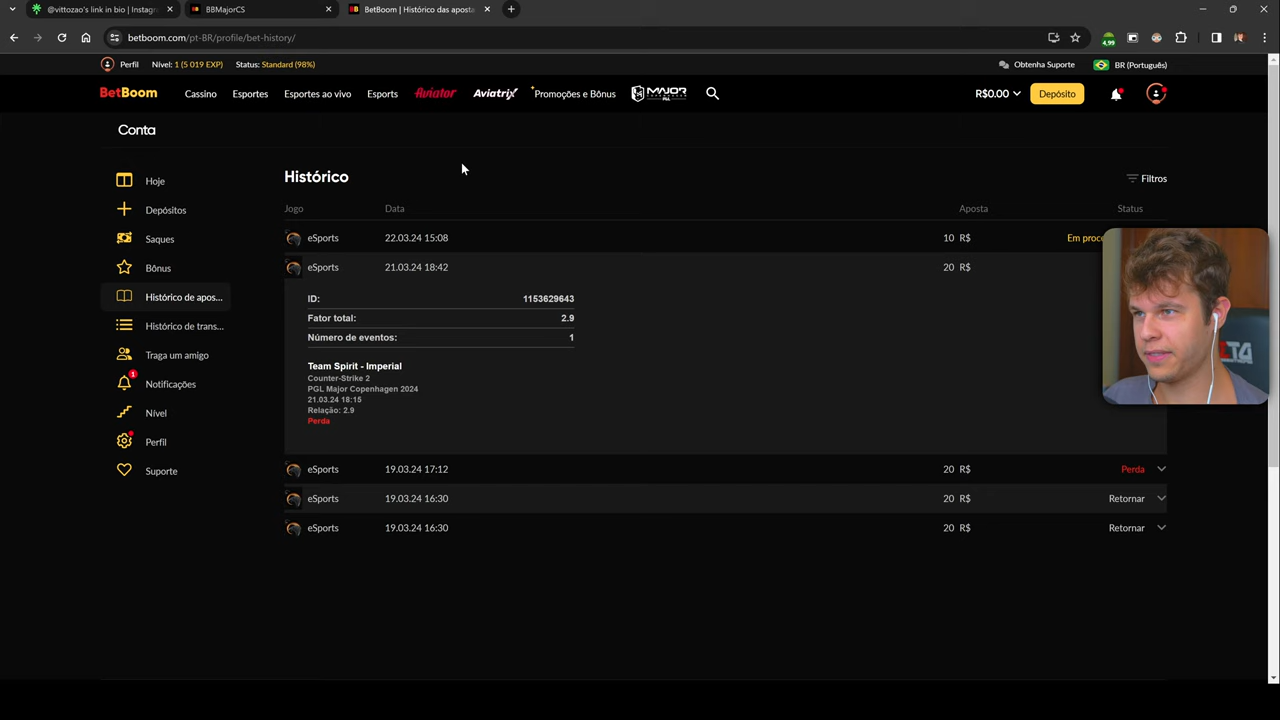 @vittozao's link in bio | Instag
BBMajorCS
BetBoom | Histórico das aposta
betboom.com/pt-BR/profile/bet-history/
4,99
Perfil
Nível: 1 (5 019 EXP)
Status: Standard (98%)
Obtenha Suporte
BR (Português)
BetBoom
Cassino
Esportes
Esportes ao vivo
Esports
Aviator
Aviatrix
Promoções e Bônus
MAJOR
R$0.00
Depósito
Conta
Hoje
Depósitos
Saques
Bônus
Histórico de apos...
Histórico de trans...
Traga um amigo
1
Notificações
Nível
Perfil
Suporte
Histórico
Filtros
Jogo Data Aposta Status
eSports 22.03.24 15:08 10 R$ Em proce
eSports 21.03.24 18:42 20 R$
ID: 1153629643
Fator total: 2.9
Número de eventos: 1
Team Spirit - Imperial
Counter-Strike 2
PGL Major Copenhagen 2024
21.03.24 18:15
Relação: 2.9
Perda
eSports 19.03.24 17:12 20 R$ Perda
eSports 19.03.24 16:30 20 R$ Retornar
eSports 19.03.24 16:30 20 R$ Retornar